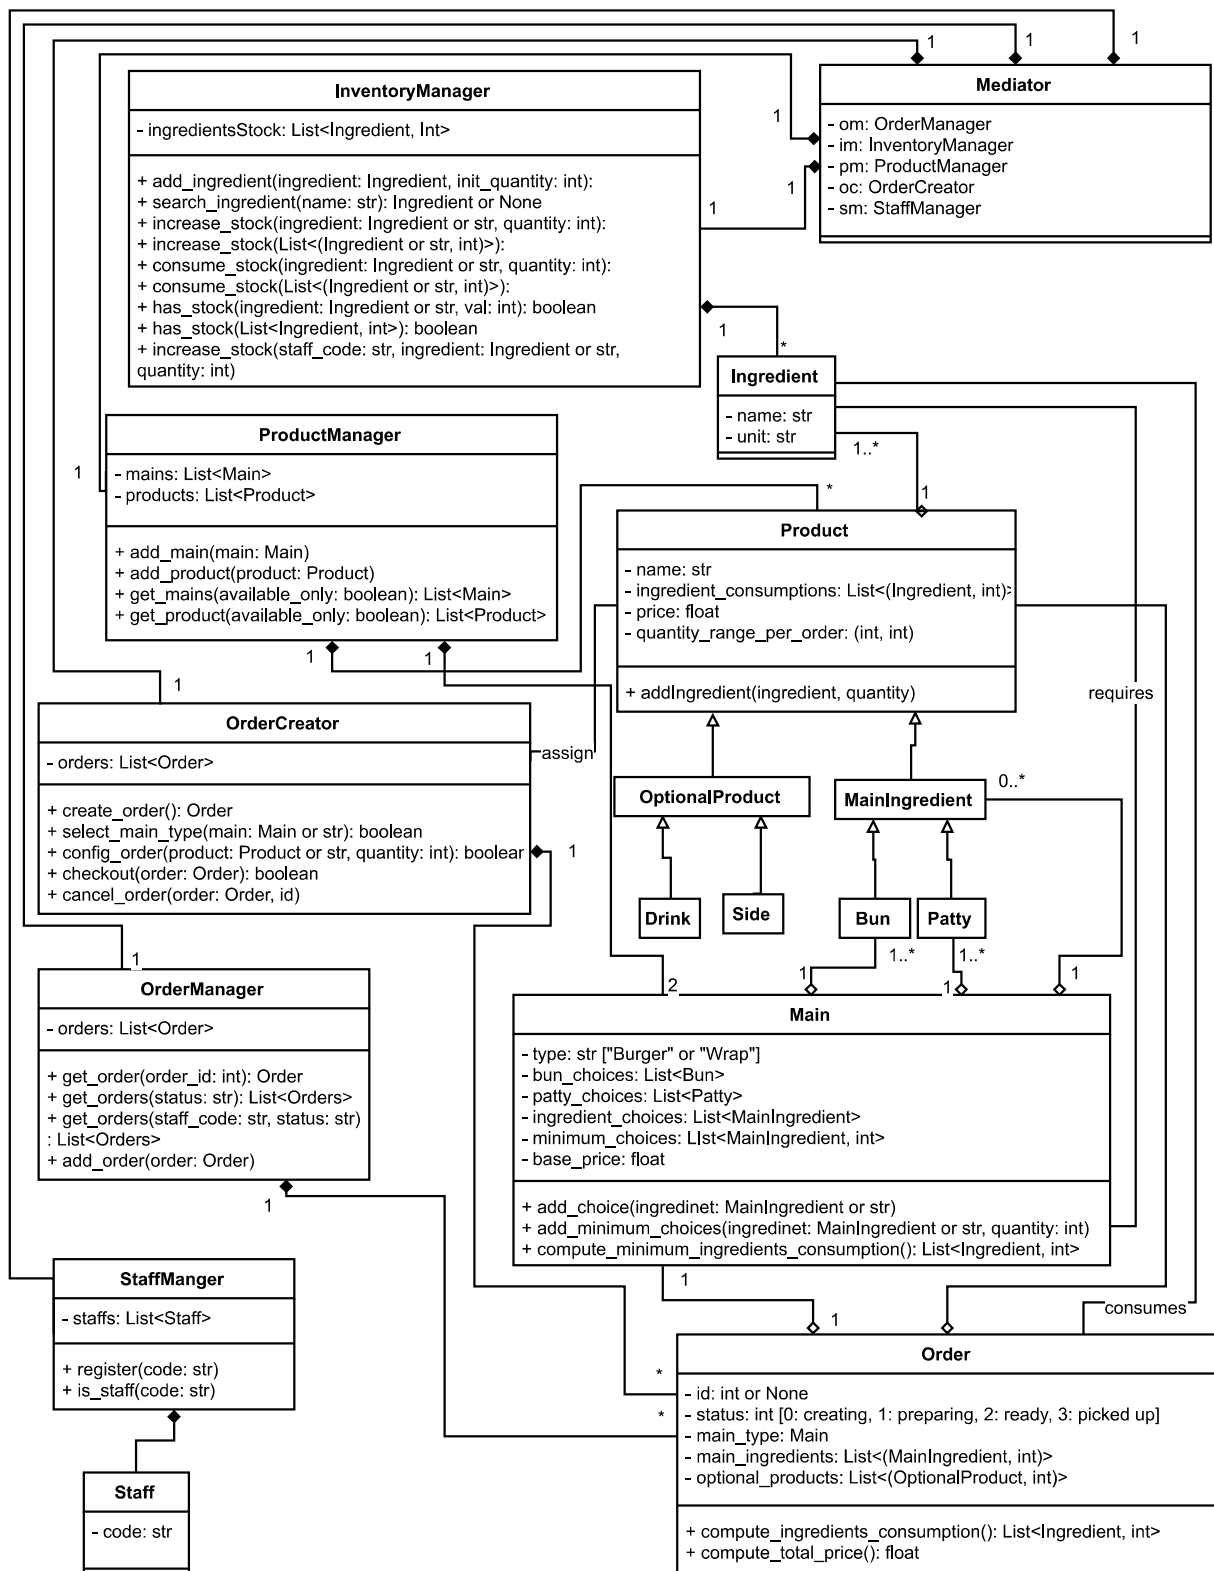 1
1
1
InventoryManager
- ingredientsStock: List<Ingredient, Int>
+ add_ingredient(ingredient: Ingredient, init_quantity: int):
+ search_ingredient(name: str): Ingredient or None
+ increase_stock(ingredient: Ingredient or str, quantity: int):
+ increase_stock(List<(Ingredient or str, int)>):
+ consume_stock(ingredient: Ingredient or str, quantity: int):
+ consume_stock(List<(Ingredient or str, int)>):
+ has_stock(ingredient: Ingredient or str, val: int): boolean
+ has_stock(List<Ingredient, int>): boolean
+ increase_stock(staff_code: str, ingredient: Ingredient or str,
quantity: int)
1
1
1
Mediator
- om: OrderManager
- im: InventoryManager
- pm: ProductManager
- oc: OrderCreator
- sm: StaffManager
1
*
Ingredient
- name: str
- unit: str
1..*
1
ProductManager
- mains: List<Main>
- products: List<Product>
+ add_main(main: Main)
+ add_product(product: Product)
+ get_mains(available_only: boolean): List<Main>
+ get_product(available_only: boolean): List<Product>
1
1
1
*
Product
- name: str
- ingredient_consumptions: List<(Ingredient, int)>
- price: float
- quantity_range_per_order: (int, int)
+ addIngredient(ingredient, quantity)
requires
1
OrderCreator
- orders: List<Order>
+ create_order(): Order
+ select_main_type(main: Main or str): boolean
+ config_order(product: Product or str, quantity: int): boolear
+ checkout(order: Order): boolean
+ cancel_order(order: Order, id)
assign
1
OptionalProduct
MainIngredient
0..*
Drink
Side
Bun
Patty
1..*
1..*
1
1
1
2
1
OrderManager
- orders: List<Order>
+ get_order(order_id: int): Order
+ get_orders(status: str): List<Orders>
+ get_orders(staff_code: str, status: str)
: List<Orders>
+ add_order(order: Order)
1
Main
- type: str ["Burger" or "Wrap"]
- bun_choices: List<Bun>
- patty_choices: List<Patty>
- ingredient_choices: List<MainIngredient>
- minimum_choices: LIst<MainIngredient, int>
- base_price: float
+ add_choice(ingredinet: MainIngredient or str)
+ add_minimum_choices(ingredinet: MainIngredient or str, quantity: int)
+ compute_minimum_ingredients_consumption(): List<Ingredient, int>
1
1
consumes
StaffManger
- staffs: List<Staff>
+ register(code: str)
+ is_staff(code: str)
Staff
- code: str
*
*
Order
- id: int or None
- status: int [0: creating, 1: preparing, 2: ready, 3: picked up]
- main_type: Main
- main_ingredients: List<(MainIngredient, int)>
- optional_products: List<(OptionalProduct, int)>
+ compute_ingredients_consumption(): List<Ingredient, int>
+ compute_total_price(): float